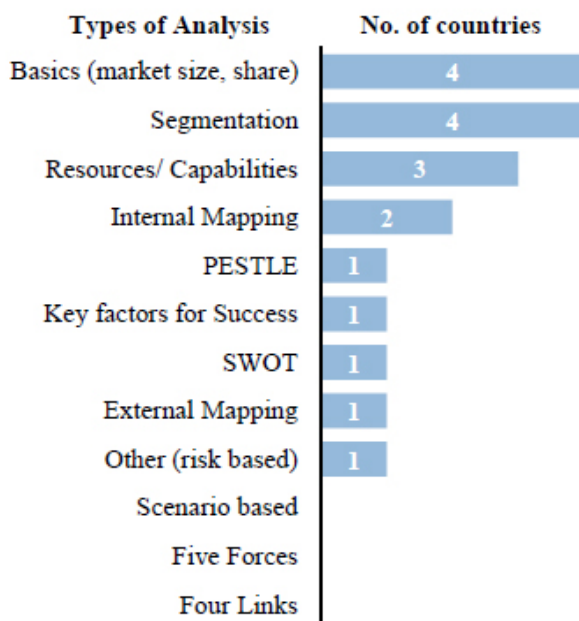 Types of Analysis No. of countries
Basics (market size, share) 4
Segmentation 4
Resources/ Capabilities 3
Internal Mapping 2
PESTLE 1
Key factors for Success 1
SWOT 1
External Mapping 1
Other (risk based) 1
Scenario based
Five Forces
Four Links